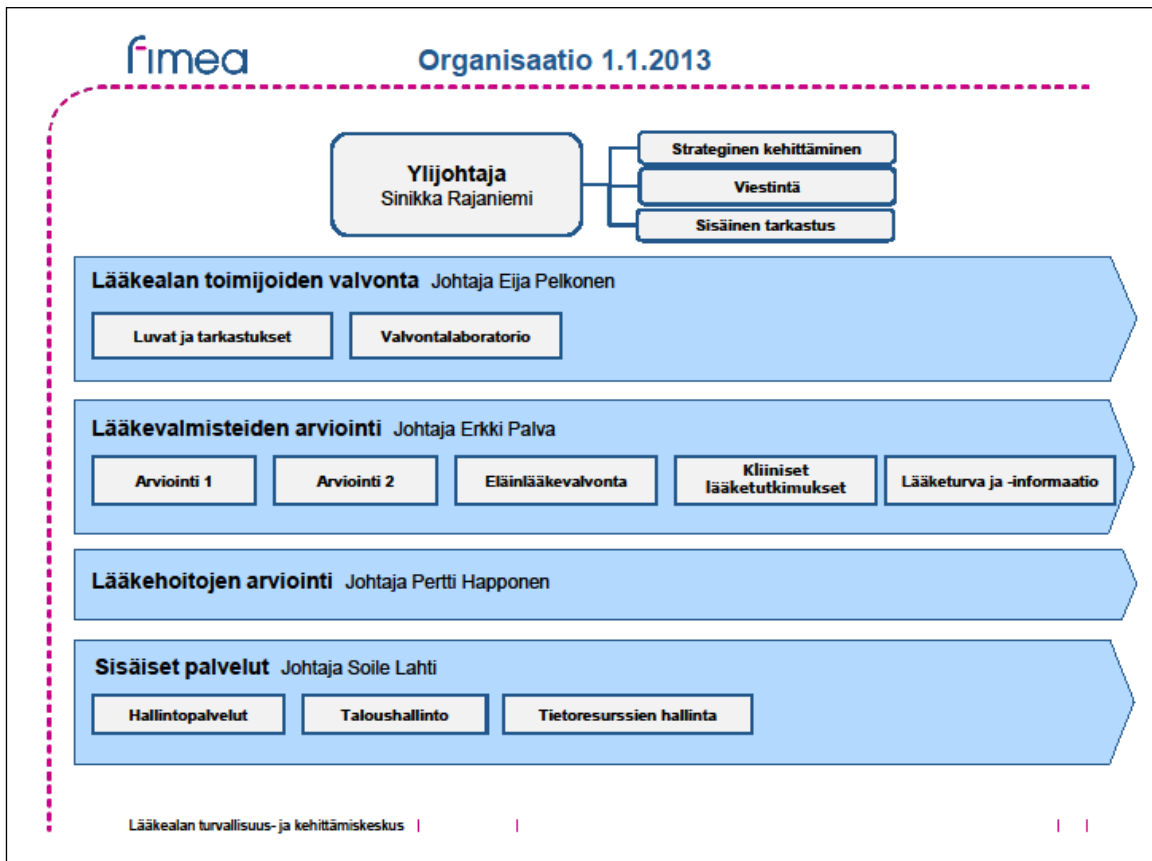 fimea
Organisaatio 1.1.2013
Ylijohtaja
Sinikka Rajaniemi
Strateginen kehittäminen
Viestintä
Sisäinen tarkastus
Lääkealan toimijoiden valvonta Johtaja Eija Pelkonen
Luvat ja tarkastukset
Valvontalaboratorio
Lääkevalmisteiden arviointi Johtaja Erkki Palva
Arviointi 1
Arviointi 2
Eläinlääkevalvonta
Kliiniset
lääketutkimukset
Lääketurva ja -informaatio
Lääkehoitojen arviointi Johtaja Pertti Happonen
Sisäiset palvelut Johtaja Soile Lahti
Hallintopalvelut
Taloushallinto
Tietoresurssien hallinta
Lääkealan turvallisuus- ja kehittämiskeskus